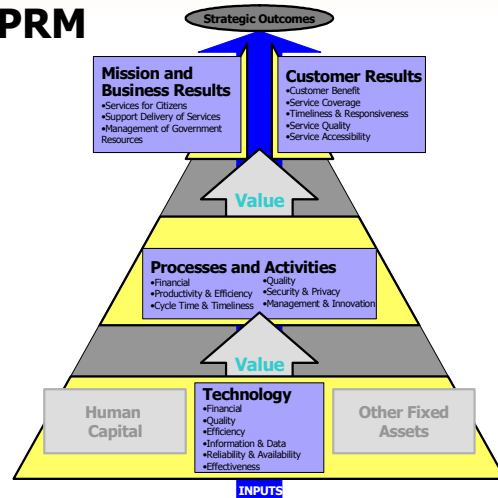 PRM
Strategic Outcomes
Mission and
Business Results
•Services for Citizens
•Support Delivery of Services
•Management of Government
Resources
Customer Results
•Customer Benefit
•Service Coverage
•Timeliness & Responsiveness
•Service Quality
•Service Accessibility
Value
Processes and Activities
•Financial
•Productivity & Efficiency
•Cycle Time & Timeliness
•Quality
•Security & Privacy
•Management & Innovation
Value
Human
Capital
Technology
•Financial
•Quality
•Efficiency
•Information & Data
•Reliability & Availability
•Effectiveness
Other Fixed
Assets
INPUTS